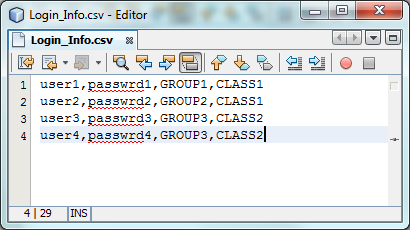 Login_Info.csv - Editor
Login_Info.csv
1 user1,passwrd1,GROUP1,CLASS1
2 user2,passwrd2,GROUP2,CLASS1
3 user3,passwrd3,GROUP3,CLASS2
4 user4,passwrd4,GROUP3,CLASS2
4 | 29 INS